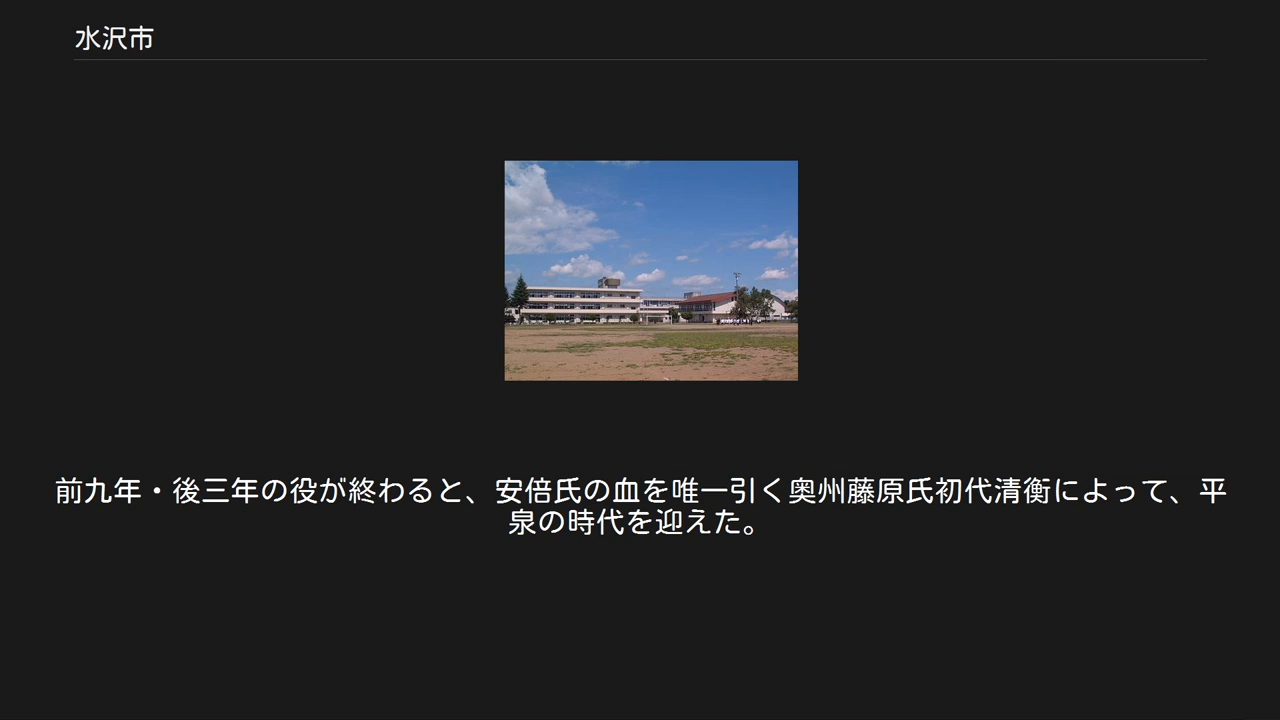 水沢市
前九年・後三年の役が終わると、安倍氏の血を唯一引く奥州藤原氏初代清衡によって、平
泉の時代を迎えた。